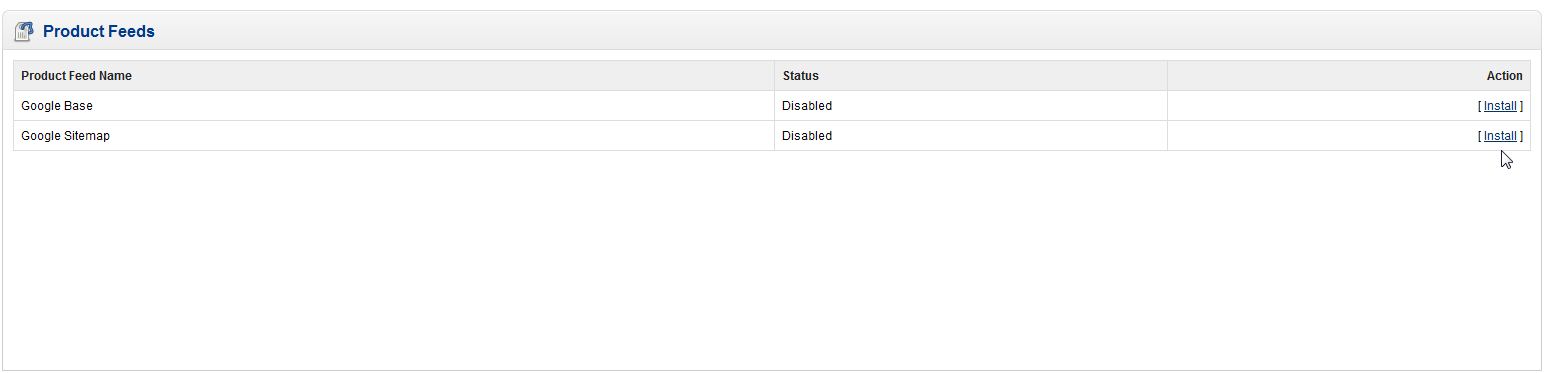 Product Feeds
Product Feed Name Status Action
Google Base Disabled [ Install ]
Google Sitemap Disabled [ Install ]